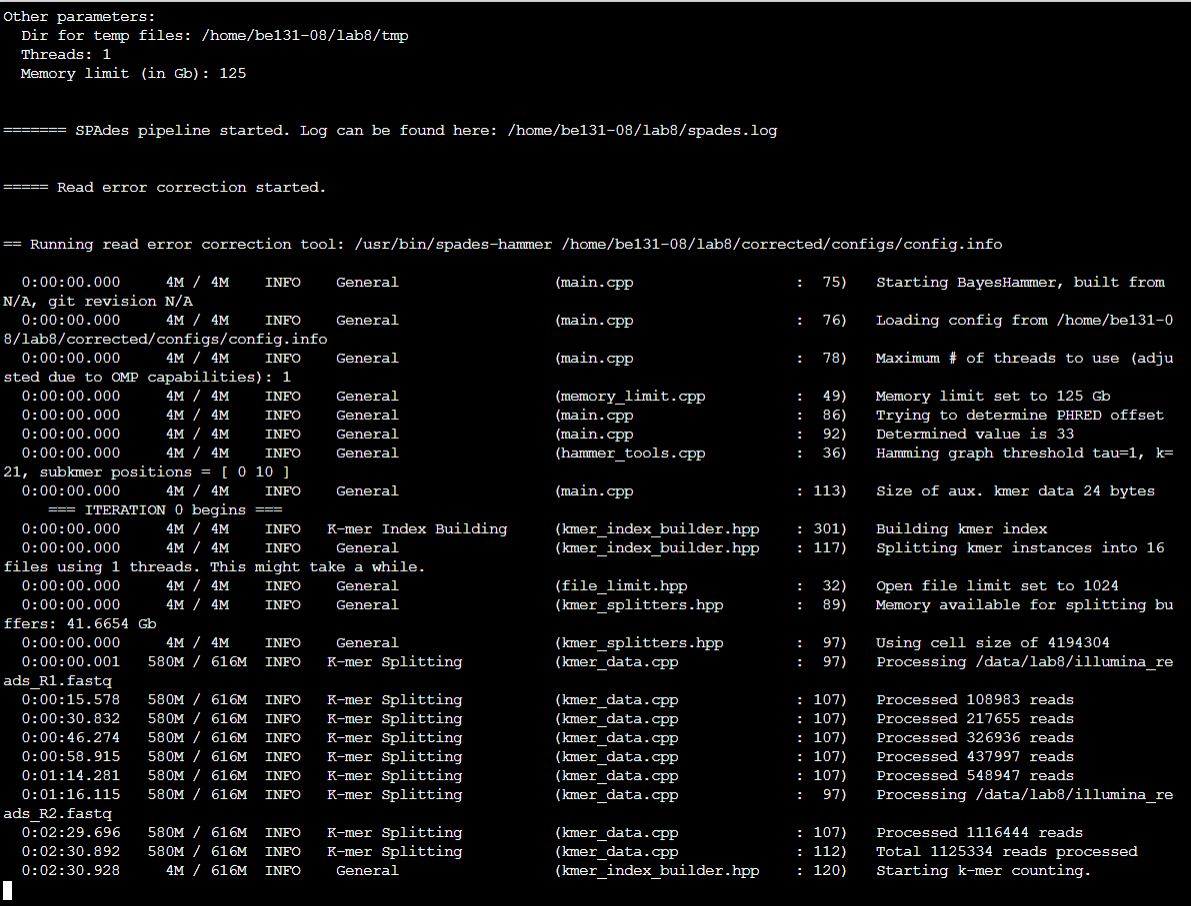 Other parameters:
  Dir for temp files: /home/be131-08/lab8/tmp
  Threads: 1
  Memory limit (in Gb): 125
======= SPAdes pipeline started. Log can be found here: /home/be131-08/lab8/spades.log
===== Read error correction started.
== Running read error correction tool: /usr/bin/spades-hammer /home/be131-08/lab8/corrected/configs/config.info
  0:00:00.000     4M / 4M    INFO    General                 (main.cpp                  :  75)   Starting BayesHammer, built from
N/A, git revision N/A
  0:00:00.000     4M / 4M    INFO    General                 (main.cpp                  :  76)   Loading config from /home/be131-0
8/lab8/corrected/configs/config.info
  0:00:00.000     4M / 4M    INFO    General                 (main.cpp                  :  78)   Maximum # of threads to use (adju
sted due to OMP capabilities): 1
  0:00:00.000     4M / 4M    INFO    General                 (memory_limit.cpp          :  49)   Memory limit set to 125 Gb
  0:00:00.000     4M / 4M    INFO    General                 (main.cpp                  :  86)   Trying to determine PHRED offset
  0:00:00.000     4M / 4M    INFO    General                 (main.cpp                  :  92)   Determined value is 33
  0:00:00.000     4M / 4M    INFO    General                 (hammer_tools.cpp          :  36)   Hamming graph threshold tau=1, k=
21, subkmer positions = [ 0 10 ]
  0:00:00.000     4M / 4M    INFO    General                 (main.cpp                  : 113)   Size of aux. kmer data 24 bytes
     === ITERATION 0 begins ===
  0:00:00.000     4M / 4M    INFO   K-mer Index Building     (kmer_index_builder.hpp    : 301)   Building kmer index
  0:00:00.000     4M / 4M    INFO    General                 (kmer_index_builder.hpp    : 117)   Splitting kmer instances into 16
files using 1 threads. This might take a while.
  0:00:00.000     4M / 4M    INFO    General                 (file_limit.hpp            :  32)   Open file limit set to 1024
  0:00:00.000     4M / 4M    INFO    General                 (kmer_splitters.hpp        :  89)   Memory available for splitting bu
ffers: 41.6654 Gb
  0:00:00.000     4M / 4M    INFO    General                 (kmer_splitters.hpp        :  97)   Using cell size of 4194304
  0:00:00.001   580M / 616M  INFO   K-mer Splitting          (kmer_data.cpp             :  97)   Processing /data/lab8/illumina_re
ads_R1.fastq
  0:00:15.578   580M / 616M  INFO   K-mer Splitting          (kmer_data.cpp             : 107)   Processed 108983 reads
  0:00:30.832   580M / 616M  INFO   K-mer Splitting          (kmer_data.cpp             : 107)   Processed 217655 reads
  0:00:46.274   580M / 616M  INFO   K-mer Splitting          (kmer_data.cpp             : 107)   Processed 326936 reads
  0:00:58.915   580M / 616M  INFO   K-mer Splitting          (kmer_data.cpp             : 107)   Processed 437997 reads
  0:01:14.281   580M / 616M  INFO   K-mer Splitting          (kmer_data.cpp             : 107)   Processed 548947 reads
  0:01:16.115   580M / 616M  INFO   K-mer Splitting          (kmer_data.cpp             :  97)   Processing /data/lab8/illumina_re
ads_R2.fastq
  0:02:29.696   580M / 616M  INFO   K-mer Splitting          (kmer_data.cpp             : 107)   Processed 1116444 reads
  0:02:30.892   580M / 616M  INFO   K-mer Splitting          (kmer_data.cpp             : 112)   Total 1125334 reads processed
  0:02:30.928     4M / 616M  INFO    General                 (kmer_index_builder.hpp    : 120)   Starting k-mer counting.